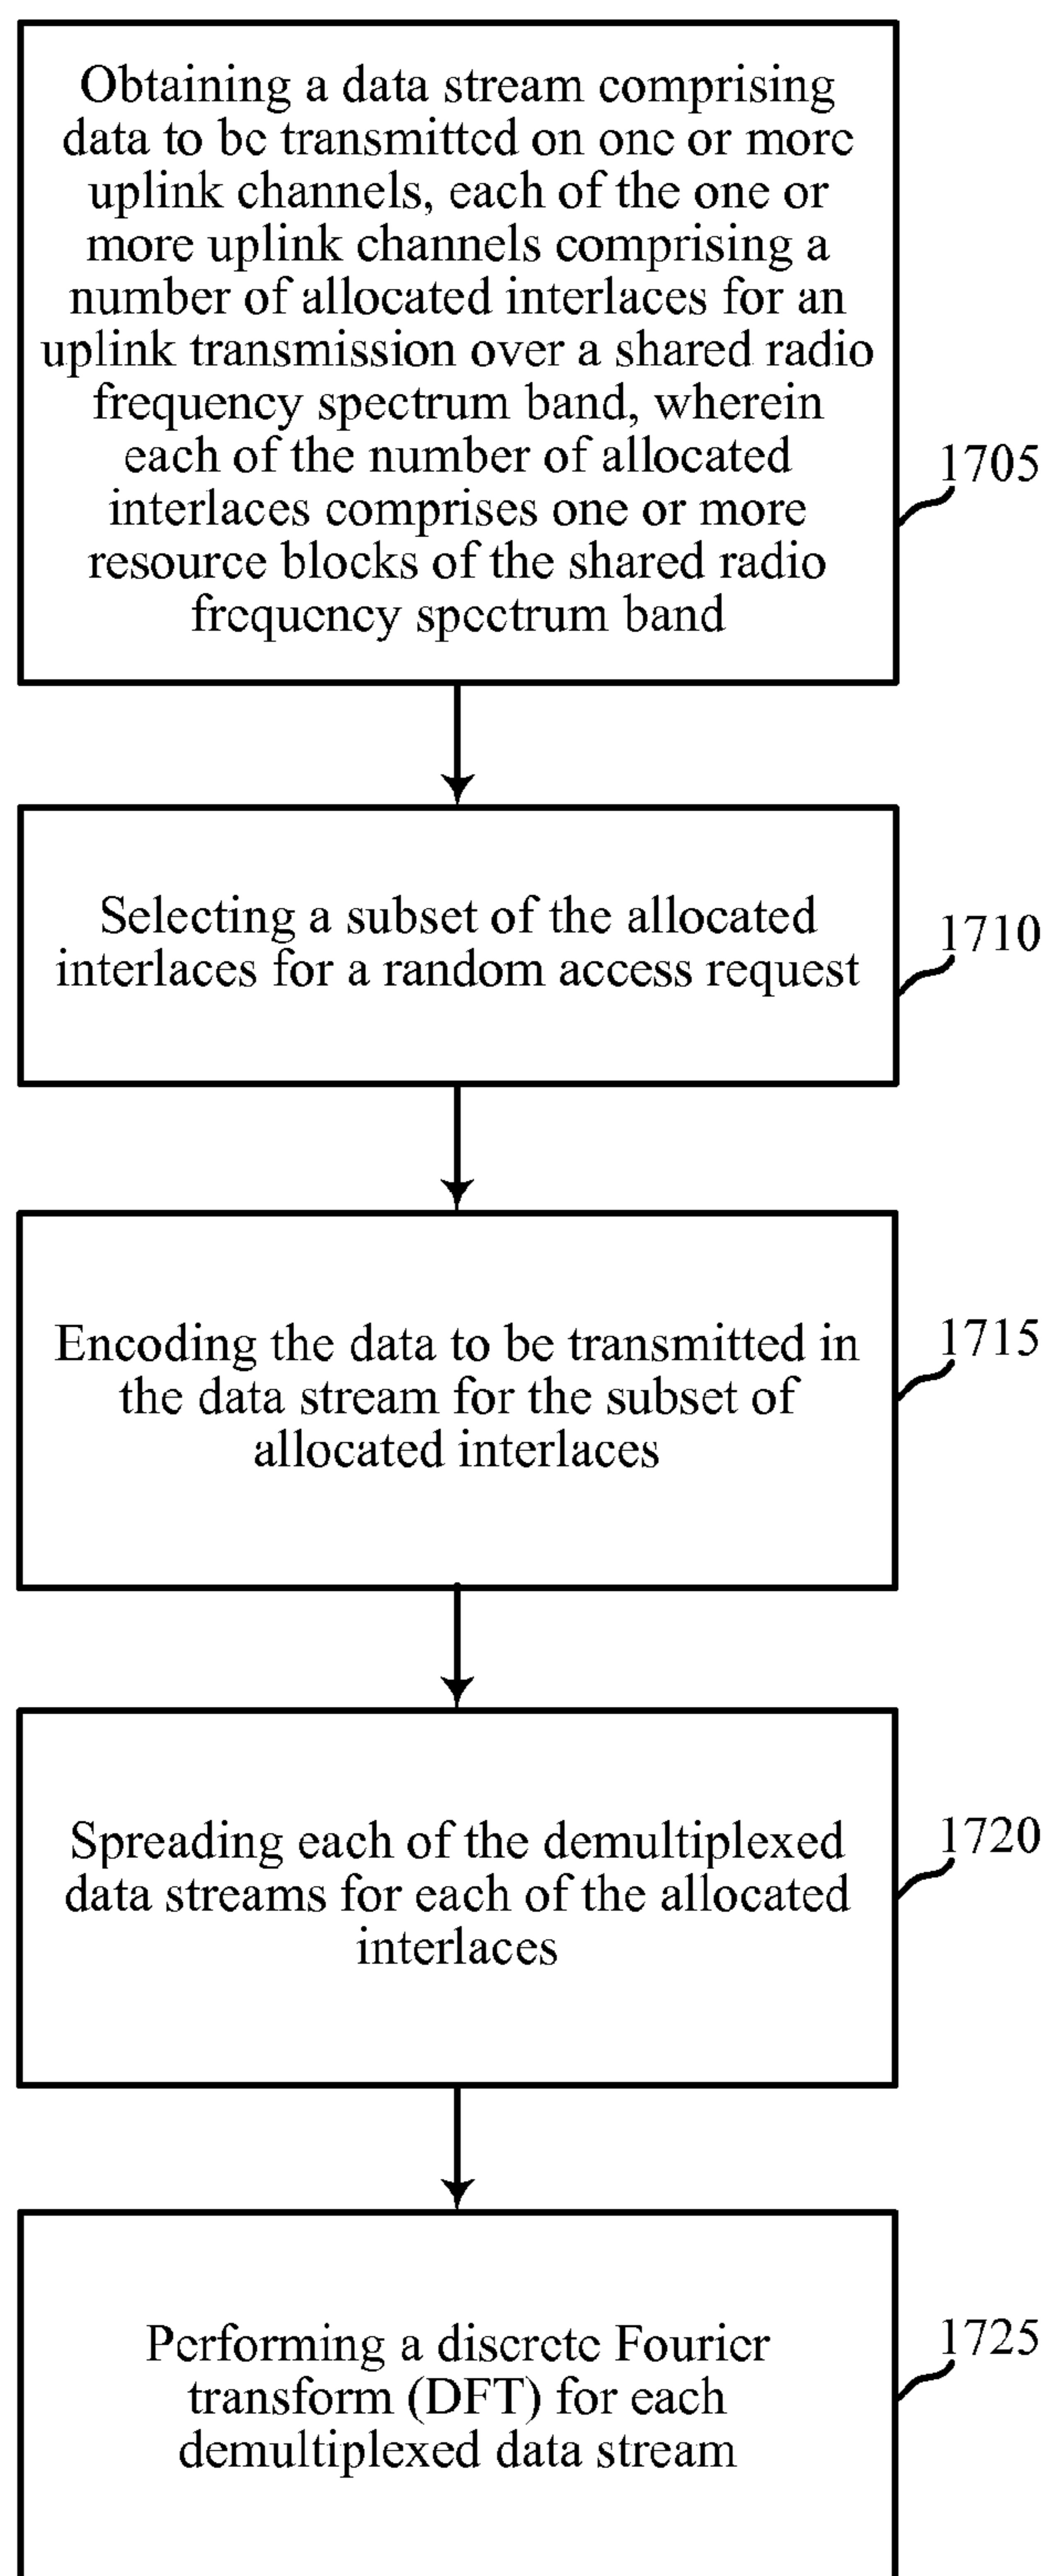 Obtaining a data stream comprising
data to be transmitted on one or more
uplink channels, each of the one or
more uplink channels comprising a
number of allocated interlaces for an
uplink transmission over a shared radio
frequency spectrum band, wherein
each of the number of allocated
interlaces comprises one or more
resource blocks of the shared radio
frequency spectrum band
1705
Selecting a subset of the allocated
interlaces for a random access request
1710
Encoding the data to be transmitted in
the data stream for the subset of
allocated interlaces
1715
Spreading each of the demultiplexed
data streams for each of the allocated
interlaces
1720
Performing a discrete Fourier
transform (DFT) for each
demultiplexed data stream
1725